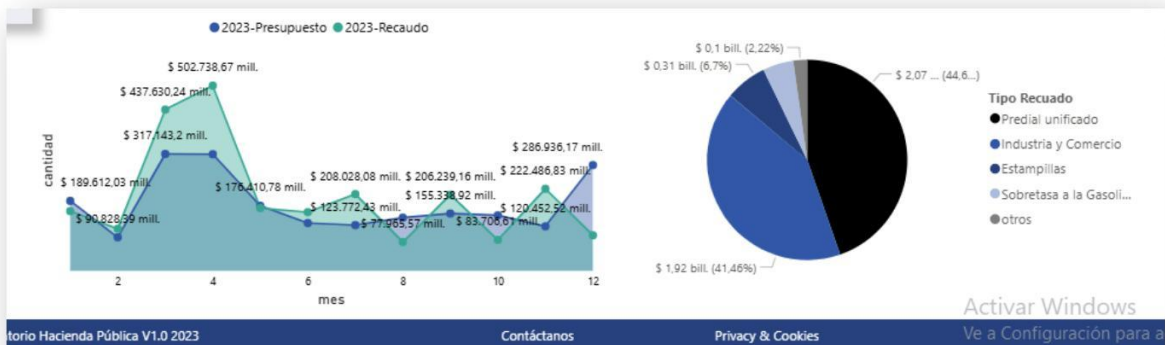 2023-Presupuesto 2023-Recaudo
$ 502.738,67 mill.
$ 437.630,24 mill.
$ 317.143,2 mill.
$ 286.936,17 mill.
$ 189.612,03 mill.
$ 176.410,78 mill.
$ 208.028,08 mill.
$ 206.239,16 mill.
$ 222.486,83 mill.
$ 155.338,92 mill.
$ 123.772,43 mill.
$ 120.452,52 mill.
$ 90.828,39 mill.
$ 77.965,57 mill.
$ 83.706,61 mill.
cantidad
2 4 6 8 10 12
mes
$ 0,1 bill. (2,22%)
$ 0,31 bill. (6,7%)
$ 2,07 ... (44,6...)
$ 1,92 bill. (41,46%)
Tipo Recuado
Predial unificado
Industria y Comercio
Estampillas
Sobretasa a la Gasoli...
otros
Activar Windows
Ve a Configuración para a
torio Hacienda Pública V1.0 2023
Contáctanos
Privacy & Cookies